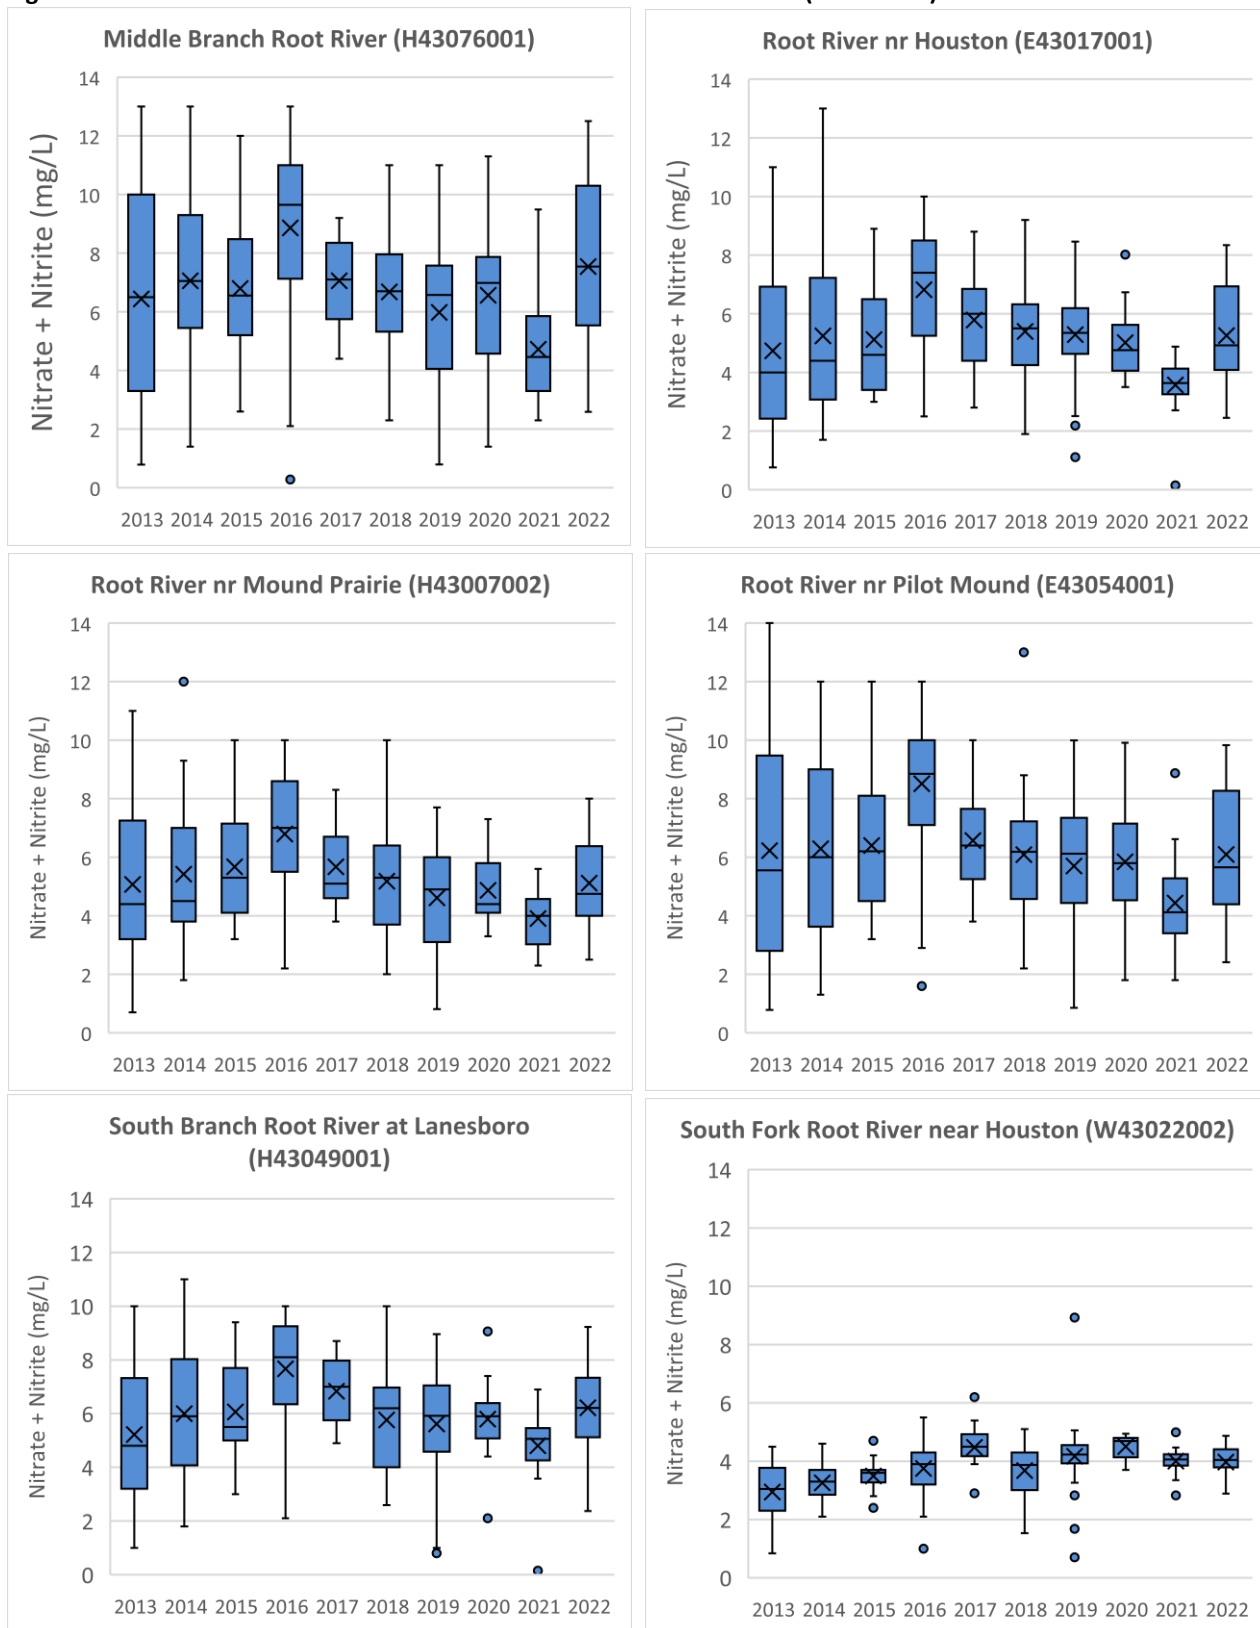 Middle Branch Root River (H43076001)
Nitrate + Nitrite (mg/L)
14
12
10
8
6
4
2
0
2013 2014 2015 2016 2017 2018 2019 2020 2021 2022
Root River nr Houston (E43017001)
Nitrate + Nitrite (mg/L)
14
12
10
8
6
4
2
0
2013 2014 2015 2016 2017 2018 2019 2020 2021 2022
Root River nr Mound Prairie (H43007002)
Nitrate + Nitrite (mg/L)
14
12
10
8
6
4
2
0
2013 2014 2015 2016 2017 2018 2019 2020 2021 2022
Root River nr Pilot Mound (E43054001)
Nitrate + NItrite (mg/L)
14
12
10
8
6
4
2
0
2013 2014 2015 2016 2017 2018 2019 2020 2021 2022
South Branch Root River at Lanesboro
(H43049001)
Nitrate + Nitrite (mg/L)
14
12
10
8
6
4
2
0
2013 2014 2015 2016 2017 2018 2019 2020 2021 2022
South Fork Root River near Houston (W43022002)
Nitrate + Nitrite (mg/L)
14
12
10
8
6
4
2
0
2013 2014 2015 2016 2017 2018 2019 2020 2021 2022